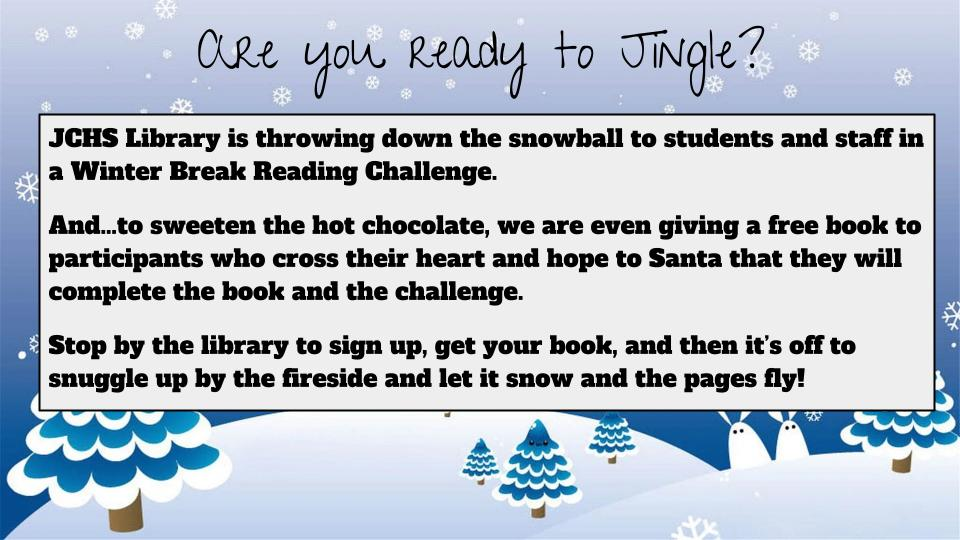 are you ready to Jingle?
JCHS Library is throwing down the snowball to students and staff in
a Winter Break Reading Challenge.
And...to sweeten the hot chocolate, we are even giving a free book to
participants who cross their heart and hope to Santa that they will
complete the book and the challenge.
Stop by the library to sign up, get your book, and then it's off to
snuggle up by the fireside and let it snow and the pages fly!